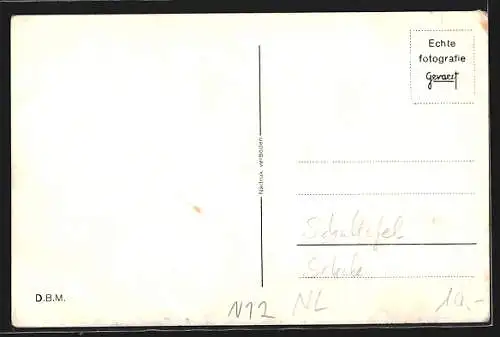 Echte
fotografie
Gevaert
Nadruk verboden
Schultafel
Schule
D.B.M.
N12 NL 10.-